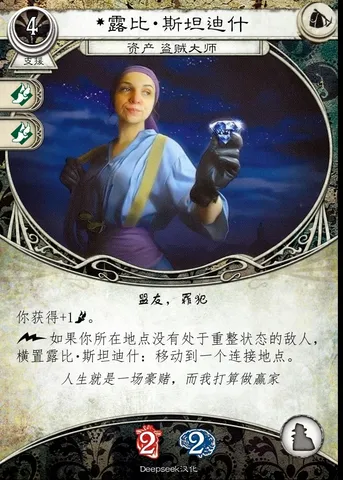 4
*露比·斯坦迪什
支援
资产 盗贼大师
盟友，罪犯
你获得+1。
如果你所在地点没有处于重整状态的敌人，
横置露比·斯坦迪什：移动到一个连接地点。
人生就是一场豪赌，而我打算做赢家
2 2
Deepseek汉化